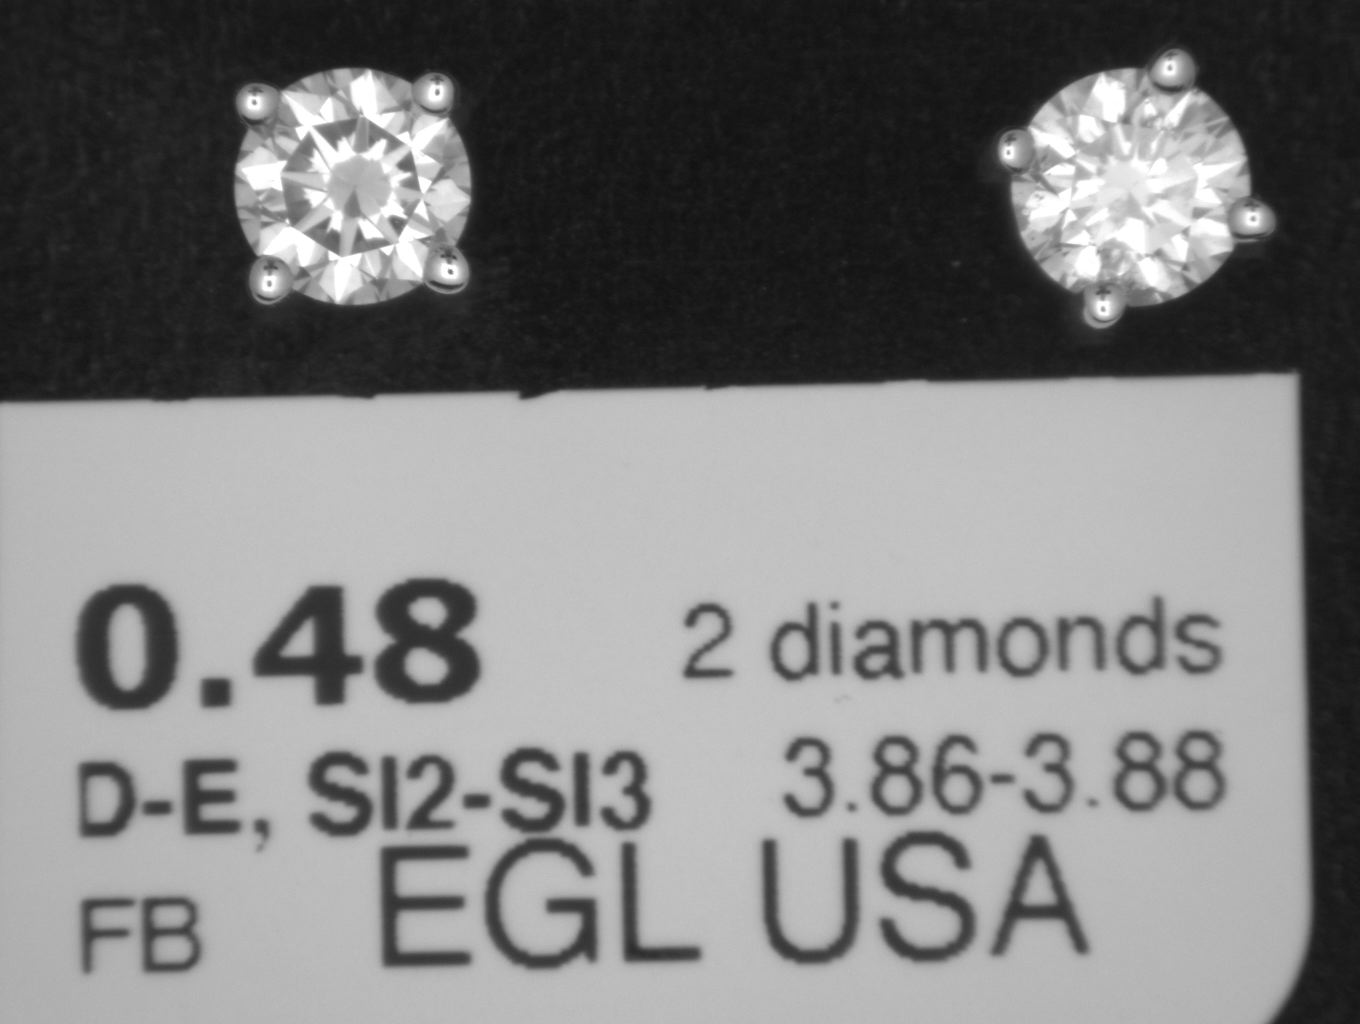 0.48 2 diamonds
D-E, SI2-SI3 3.86-3.88
FB EGL USA